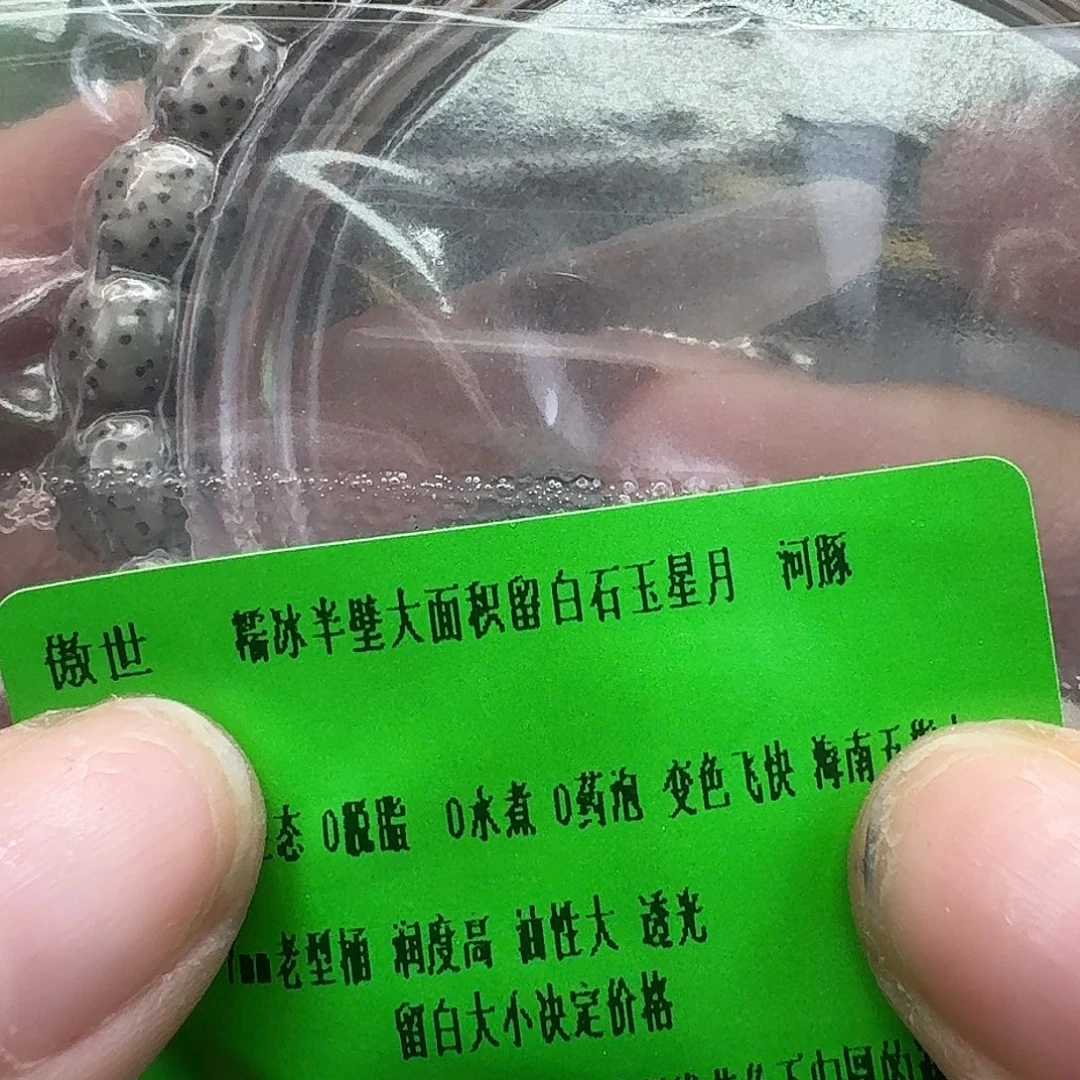 傲世 糯冰半壁大面积留白石玉星月 河豚
态 0脱脂 0水煮 0药泡 变色飞快 海南五
老型桶 润度高 油性大 透光
留白大小决定价格